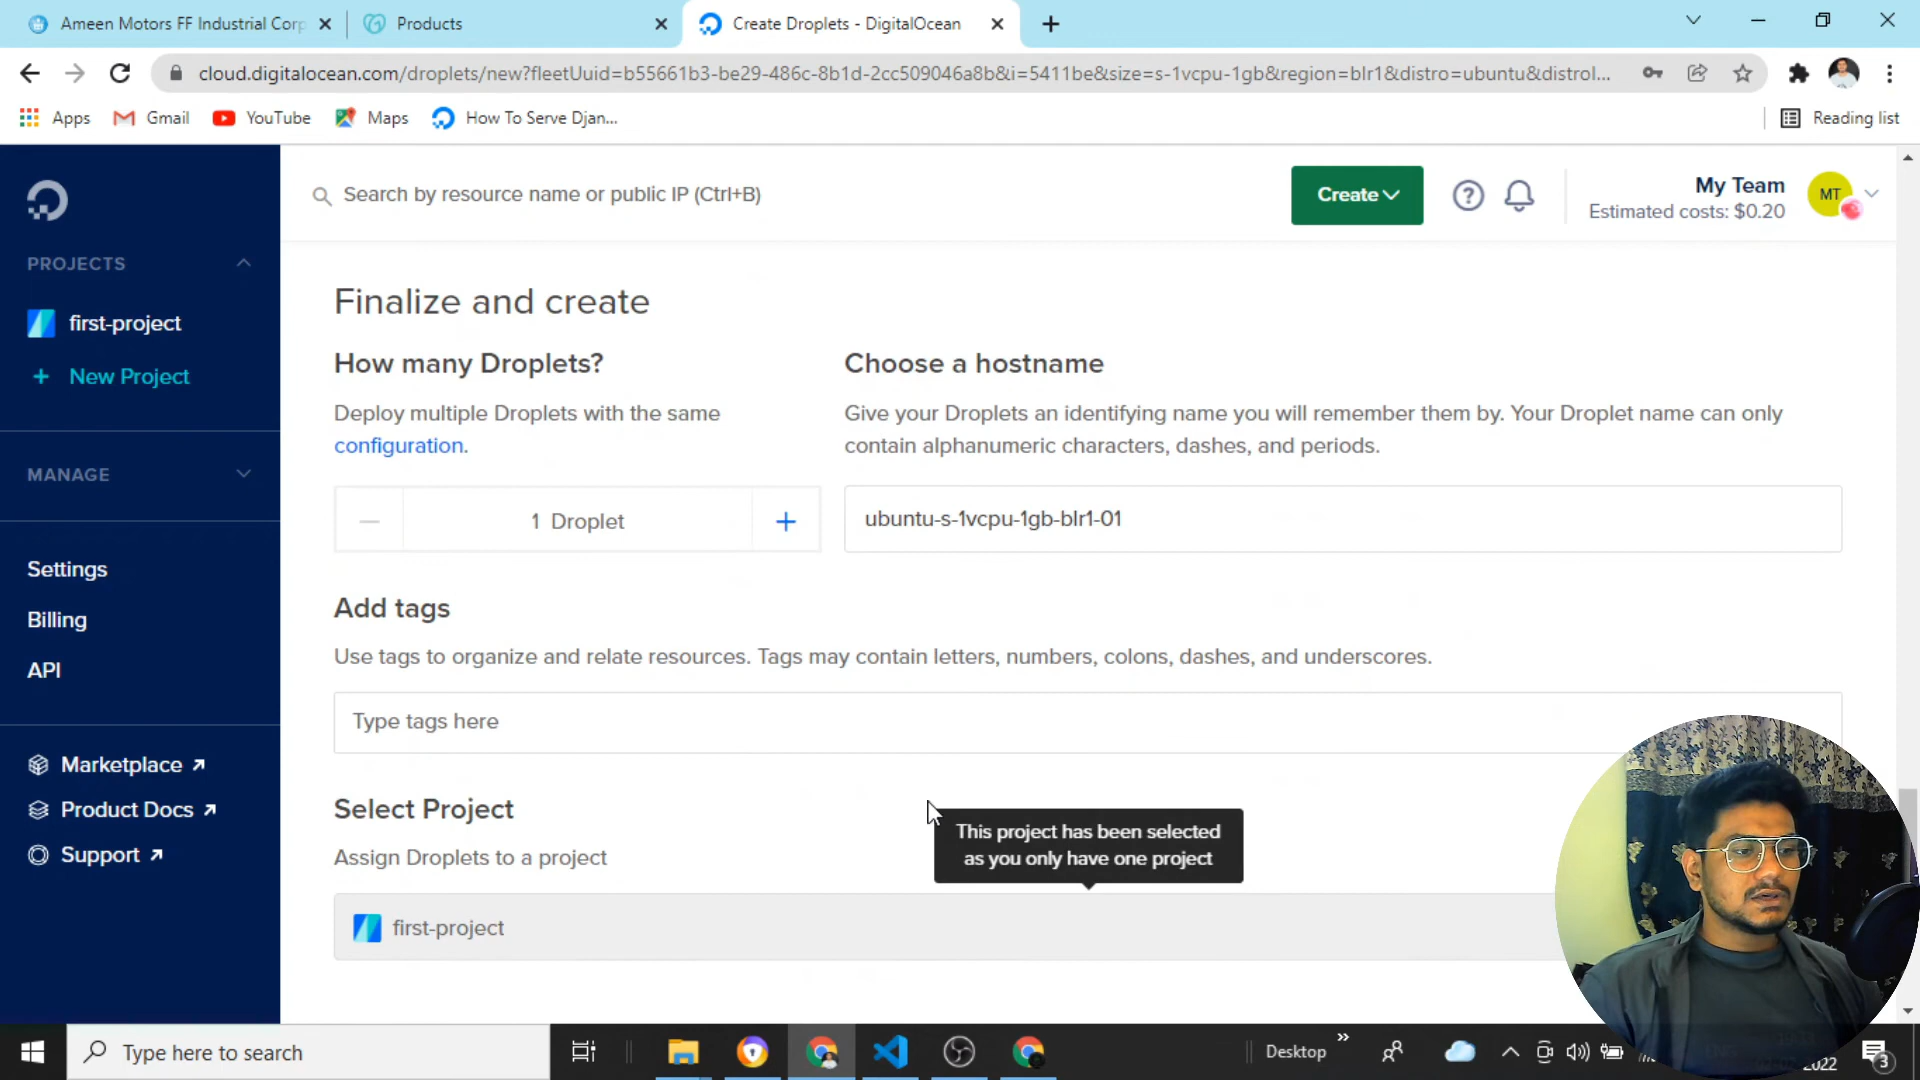 Ameen Motors FF Industrial Corp
Products
Create Droplets - DigitalOcean
cloud.digitalocean.com/droplets/new?fleetUuid=b55661b3-be29-486c-8b1d-2cc509046a8b&i=5411be&size=s-1vcpu-1gb&region=blr1&distro=ubuntu&distrol...
Apps
Gmail
YouTube
Maps
How To Serve Djan...
Reading list
Search by resource name or public IP (Ctrl+B)
Create
My Team
Estimated costs: $0.20
MT
PROJECTS
first-project
+ New Project
MANAGE
Settings
Billing
API
Marketplace
Product Docs
Support
Finalize and create
How many Droplets?
Deploy multiple Droplets with the same
configuration.
1 Droplet
Choose a hostname
Give your Droplets an identifying name you will remember them by. Your Droplet name can only
contain alphanumeric characters, dashes, and periods.
ubuntu-s-1vcpu-1gb-blr1-01
Add tags
Use tags to organize and relate resources. Tags may contain letters, numbers, colons, dashes, and underscores.
Type tags here
Select Project
Assign Droplets to a project
This project has been selected
as you only have one project
first-project
Type here to search
Desktop
2022
3